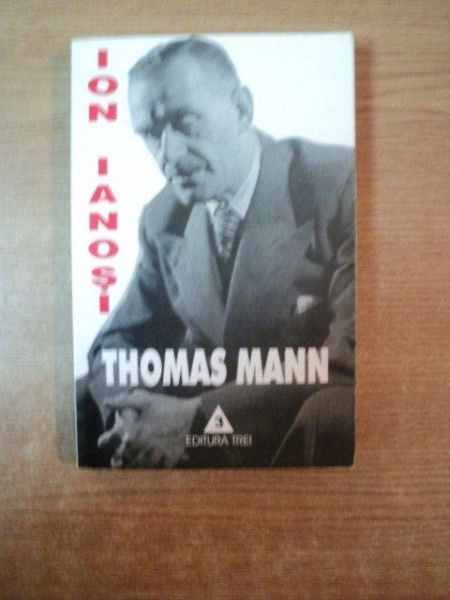 ION IANOŞI
THOMAS MANN
3
EDITURA TREI